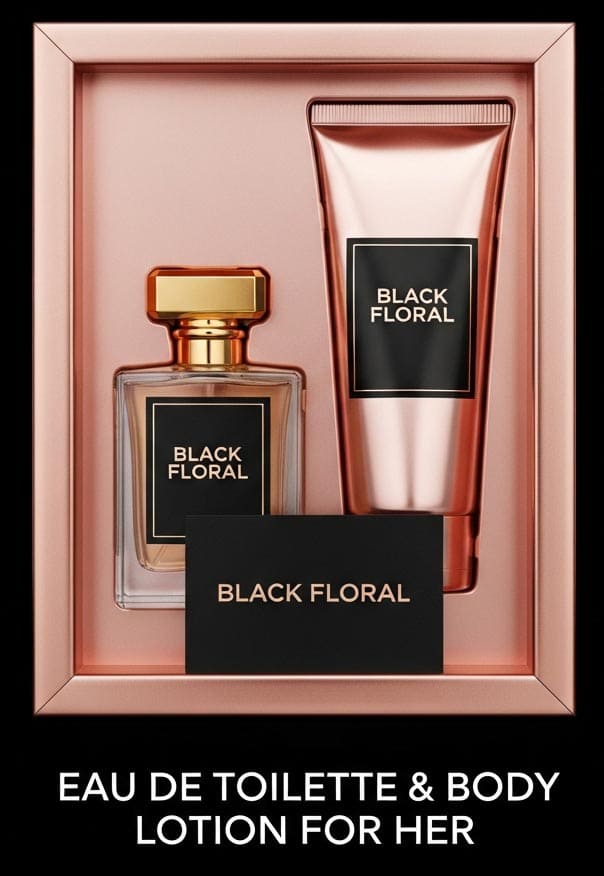 BLACK
FLORAL
BLACK
FLORAL
BLACK FLORAL
EAU DE TOILETTE & BODY
LOTION FOR HER